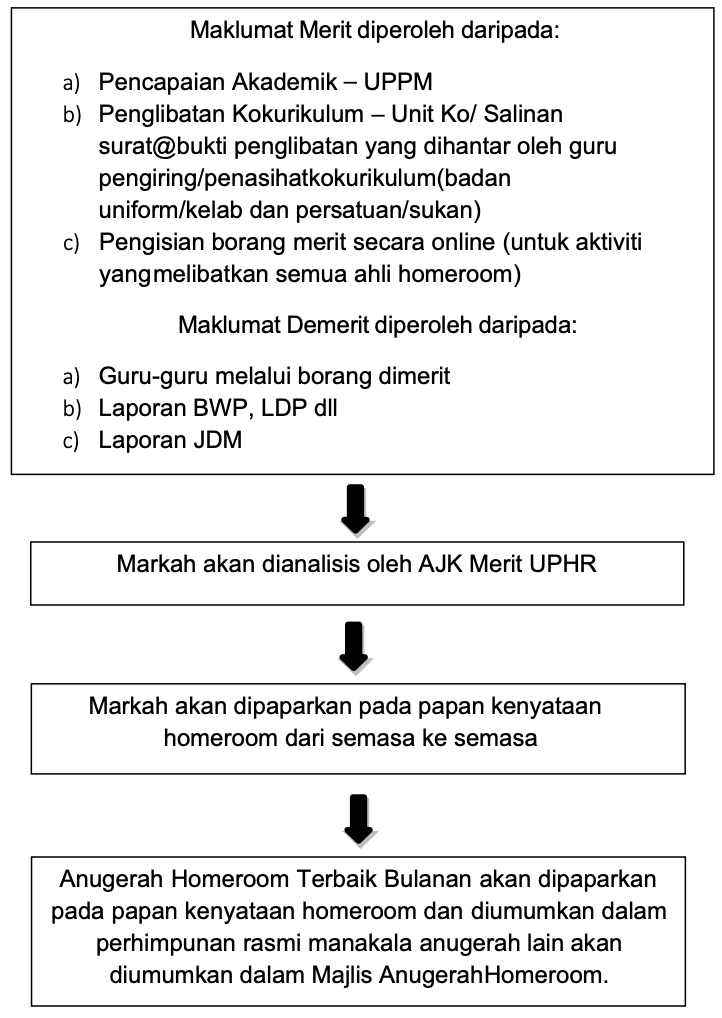 Maklumat Merit diperoleh daripada:
a) Pencapaian Akademik – UPPM
b) Penglibatan Kokurikulum – Unit Ko/ Salinan
surat@bukti penglibatan yang dihantar oleh guru
pengiring/penasihatkokurikulum(badan
uniform/kelab dan persatuan/sukan)
c) Pengisian borang merit secara online (untuk aktiviti
yangmelibatkan semua ahli homeroom)
Maklumat Demerit diperoleh daripada:
a) Guru-guru melalui borang dimerit
b) Laporan BWP, LDP dll
c) Laporan JDM
Markah akan dianalisis oleh AJK Merit UPHR
Markah akan dipaparkan pada papan kenyataan
homeroom dari semasa ke semasa
Anugerah Homeroom Terbaik Bulanan akan dipaparkan
pada papan kenyataan homeroom dan diumumkan dalam
perhimpunan rasmi manakala anugerah lain akan
diumumkan dalam Majlis AnugerahHomeroom.